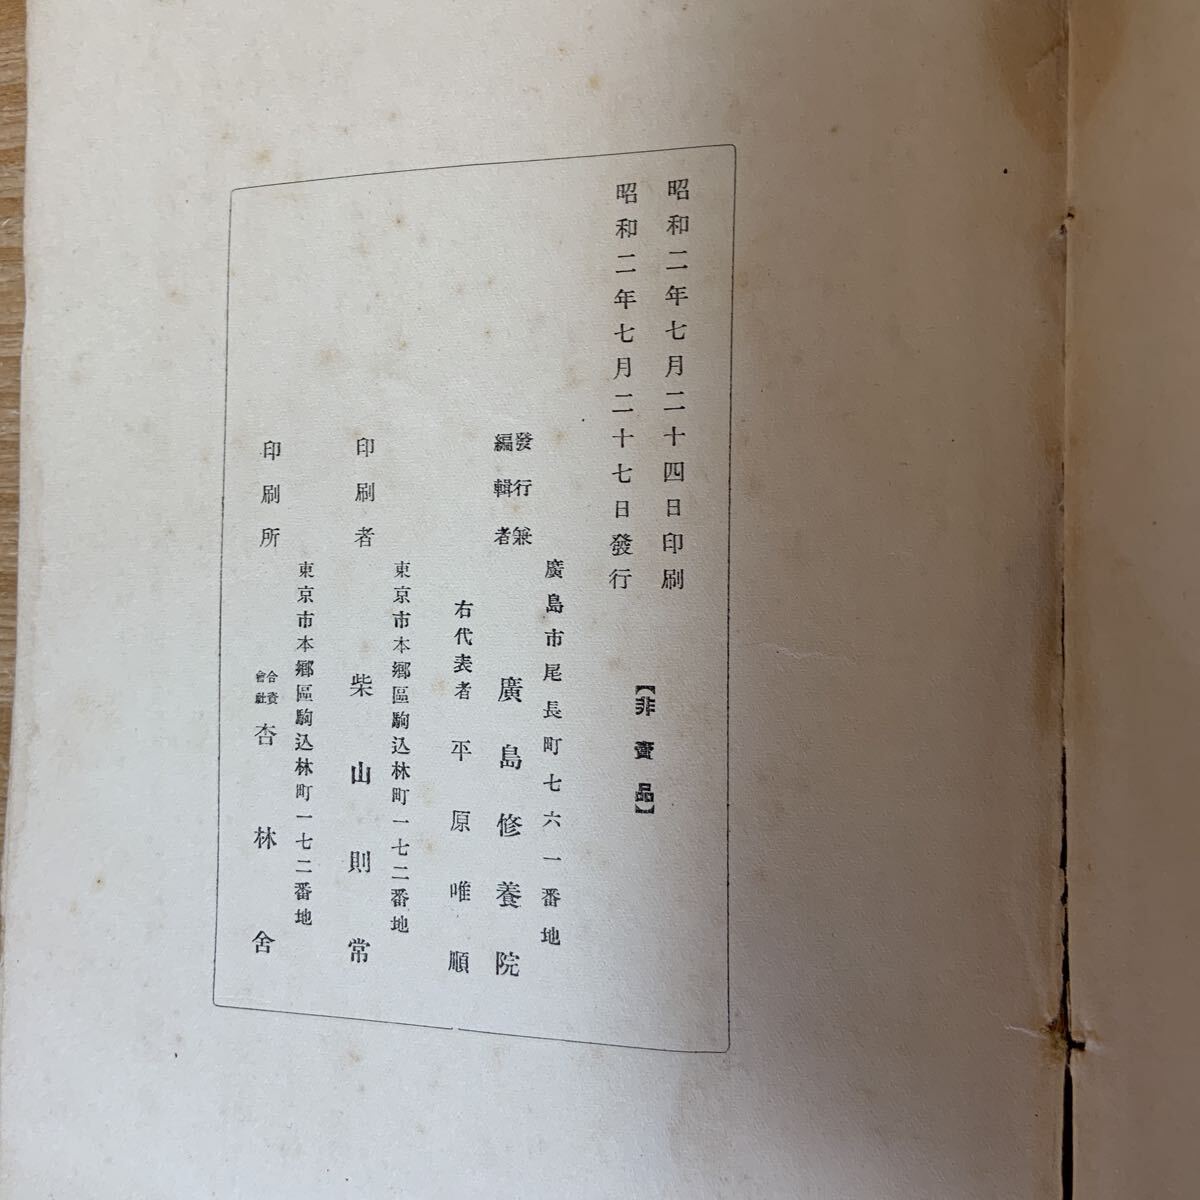 昭和二年七月二十四日印刷
昭和二年七月二十七日發行
【非賣品】
廣島市尾長町七六一番地
發行兼
編輯者
廣島修養院
右代表者 平原唯順
東京市本鄕區駒込林町一七二番地
印刷者 柴山則常
東京市本鄕區駒込林町一七二番地
印刷所 合資會社 杏林舍